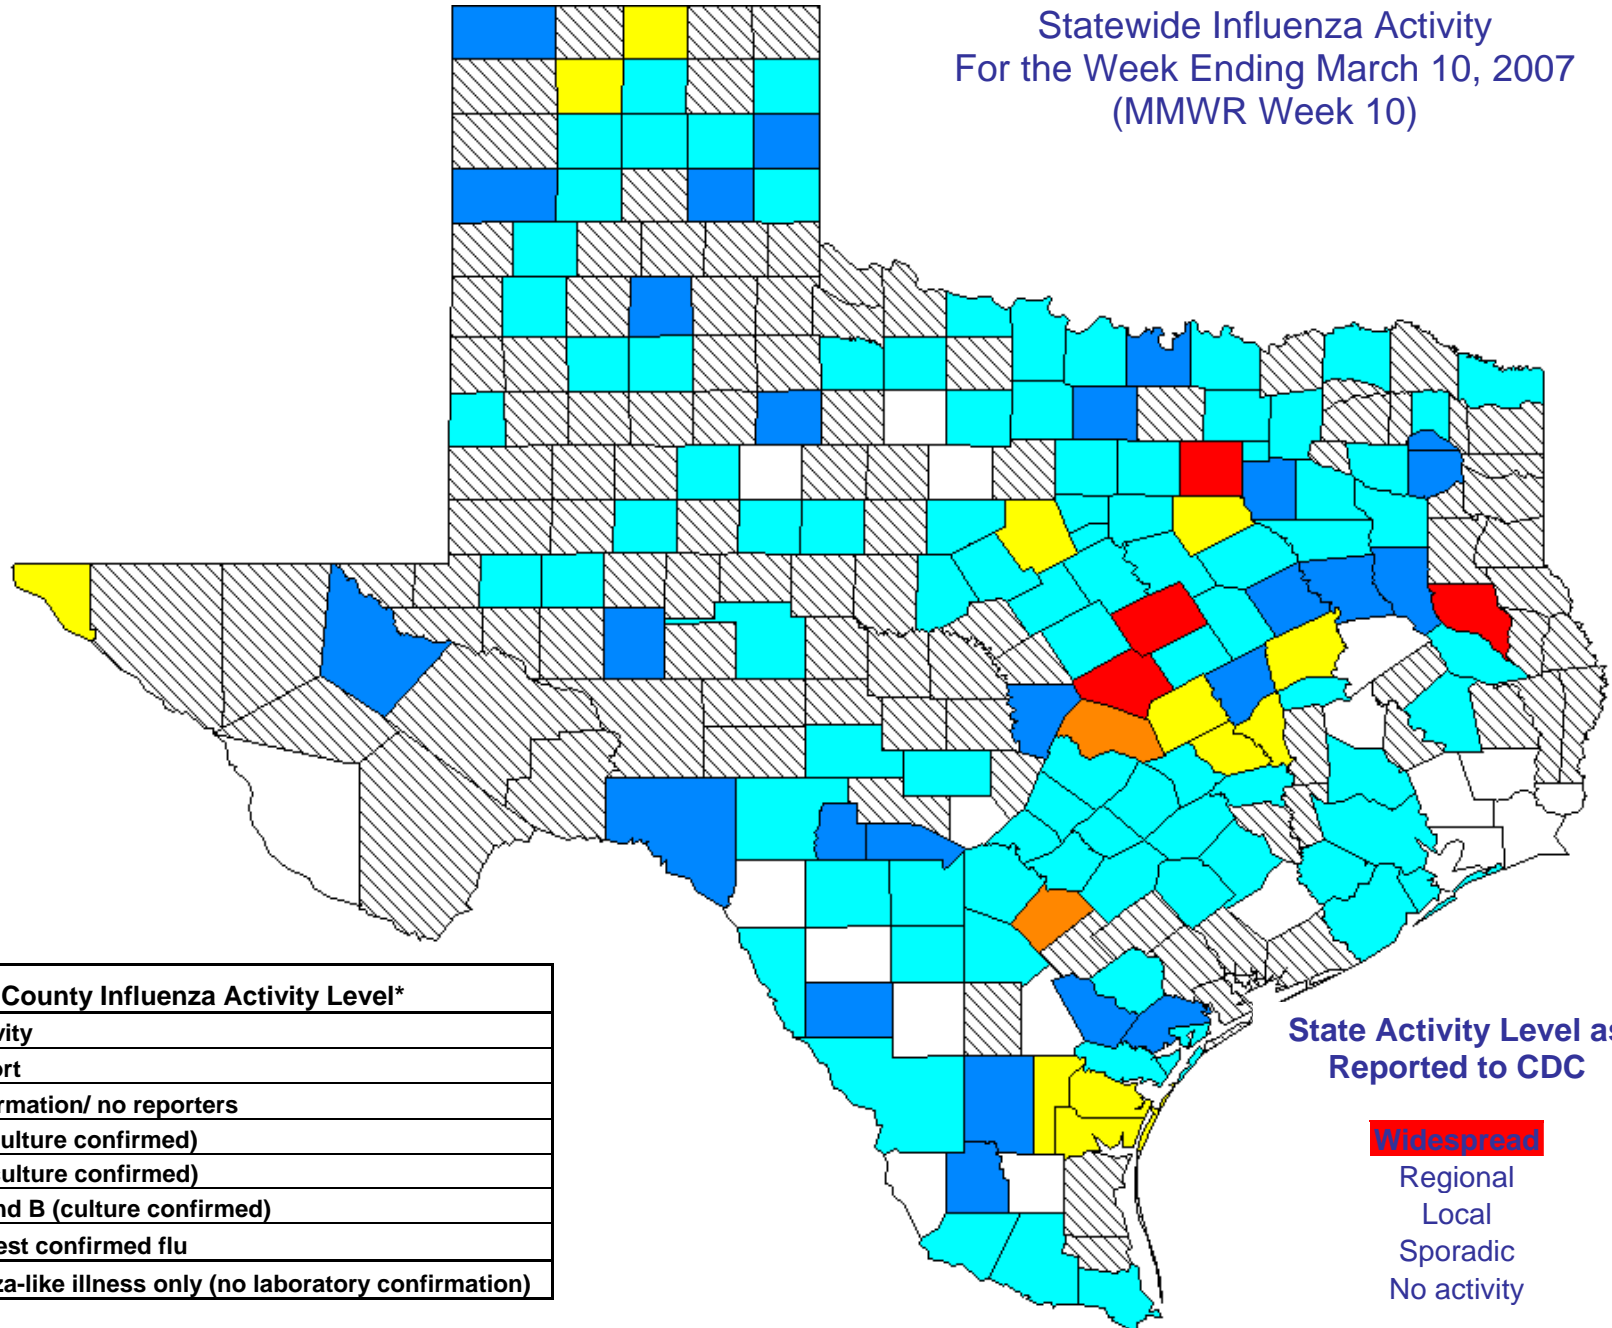 Statewide Influenza Activity
For the Week Ending March 10, 2007
(MMWR Week 10)
County Influenza Activity Level*
vity
ort
rmation/ no reporters
culture confirmed)
culture confirmed)
nd B (culture confirmed)
est confirmed flu
za-like illness only (no laboratory confirmation)
State Activity Level as
Reported to CDC
Widespread
Regional
Local
Sporadic
No activity